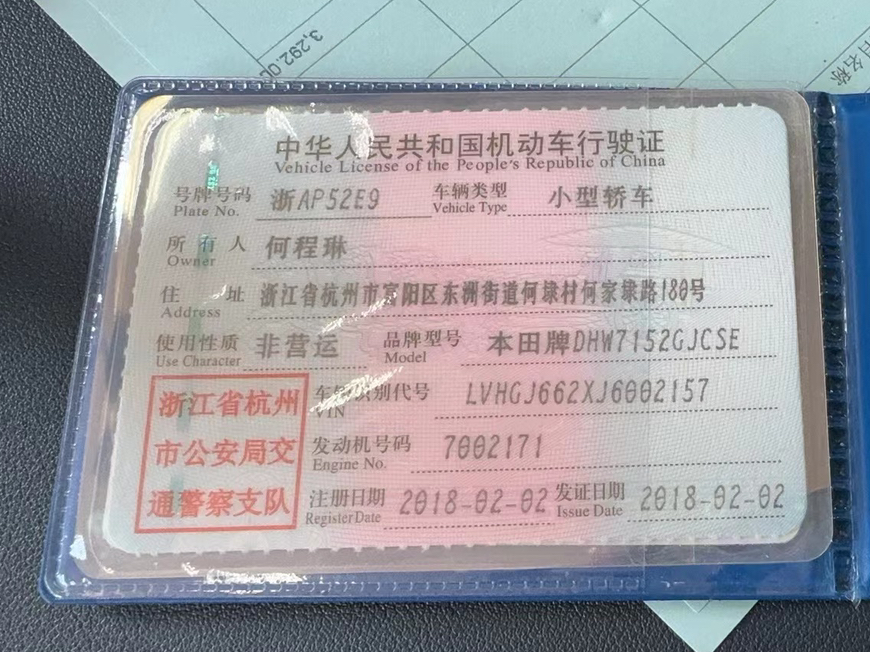 3,292.00
名称
中华人民共和国机动车行驶证
Vehicle License of the People's Republic of China
号牌号码 浙AP52E9 车辆类型 小型轿车
Plate No. Vehicle Type
所有人 何程琳
Owner
住址 浙江省杭州市富阳区东洲街道何埭村何家埭路180号
Address
使用性质 非营运 品牌型号 本田牌DHW7152GJCSE
Use Character Model
浙江省杭州
市公安局交
通警察支队
车辆识别代号 LVHGJ662XJ6002157
VIN
发动机号码 7002171
Engine No.
注册日期 2018-02-02 发证日期 2018-02-02
Register Date Issue Date